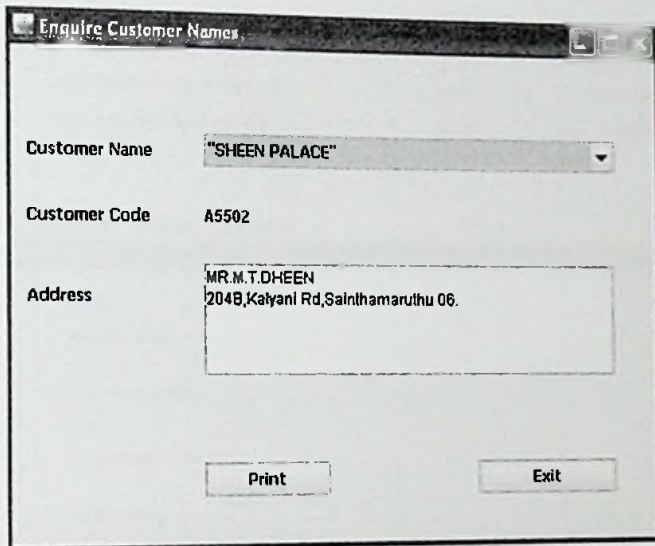 Enquire Customer Names
Customer Name "SHEEN PALACE"
Customer Code A5502
Address MR.M.T.DHEEN
204B,Kalyani Rd,Sainthamaruthu 06.
Print Exit